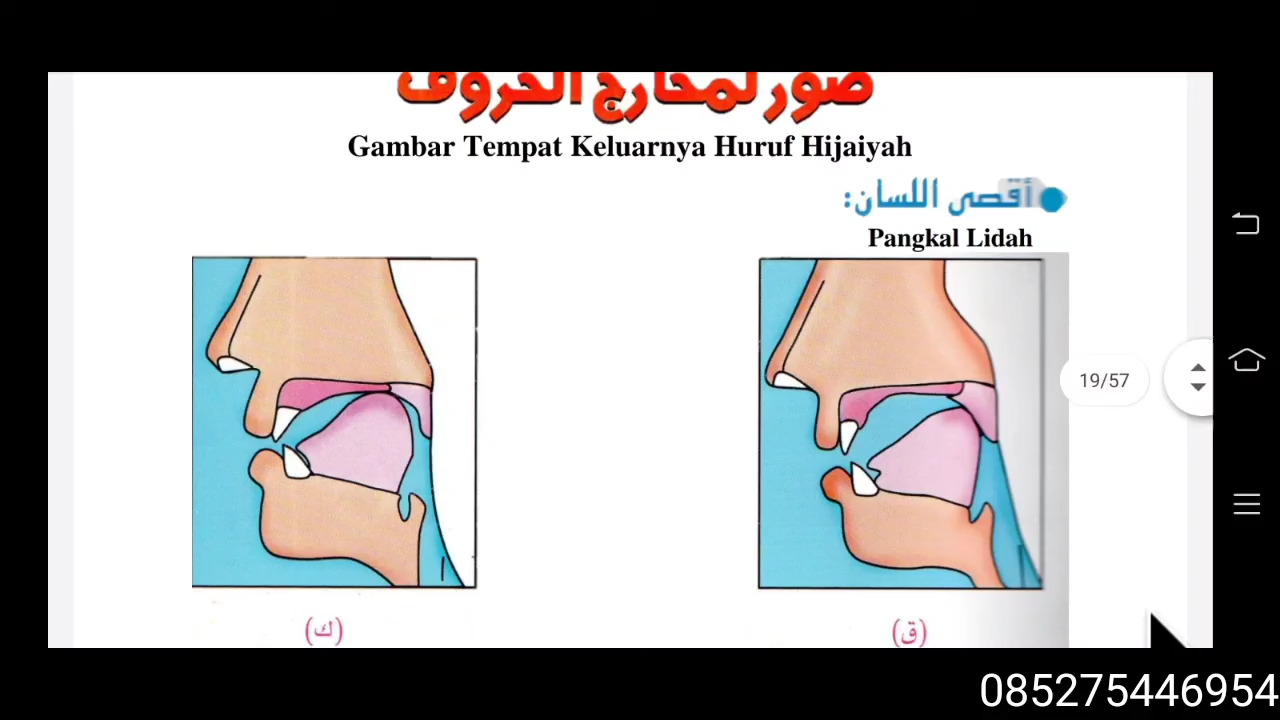 صور لمخارج الحروف
Gambar Tempat Keluarnya Huruf Hijaiyah
أقصى اللسان:
Pangkal Lidah
19/57
(ق)
(ك)
085275446954